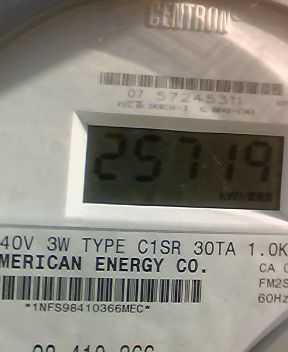 CENTRON
07 57245311
25719
kWh
40V 3W TYPE C1SR 30TA 1.0K
MERICAN ENERGY CO.
CA 0
FM2S
60Hz
*1NFS98410366MEC*